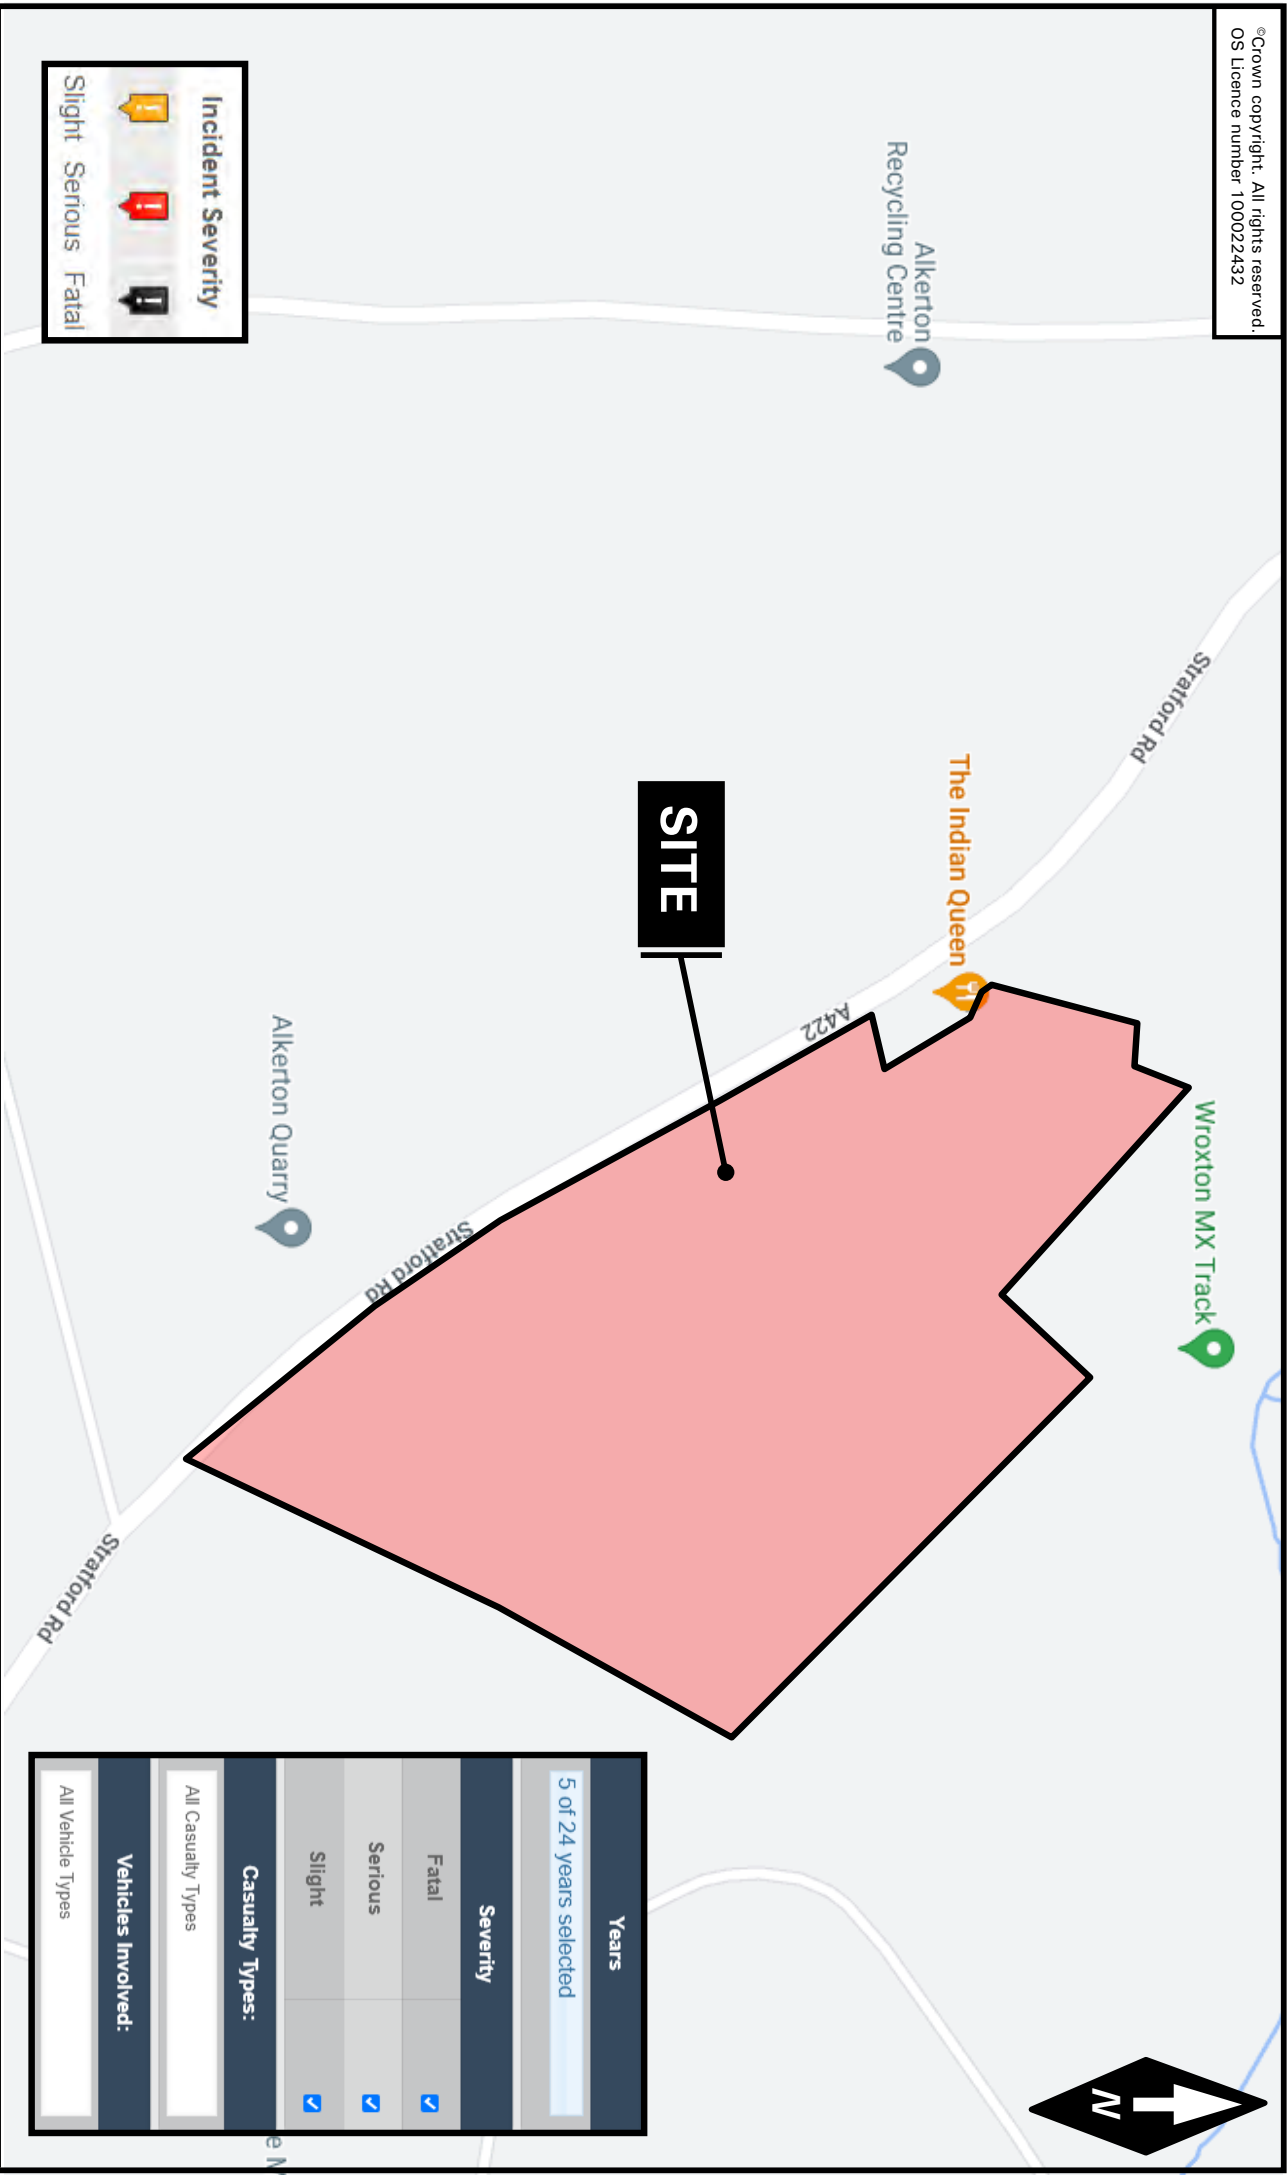 ©Crown copyright. All rights reserved.
OS Licence number 100022432
Alkerton
Recycling Centre
Incident Severity
Slight Serious Fatal
Stratford Rd
The Indian Queen
SITE
A422
Wroxton MX Track
Alkerton Quarry
Stratford Rd
Stratford Rd
N
Years
5 of 24 years selected
Severity
Fatal
Serious
Slight
Casualty Types:
All Casualty Types
Vehicles Involved:
All Vehicle Types
e M